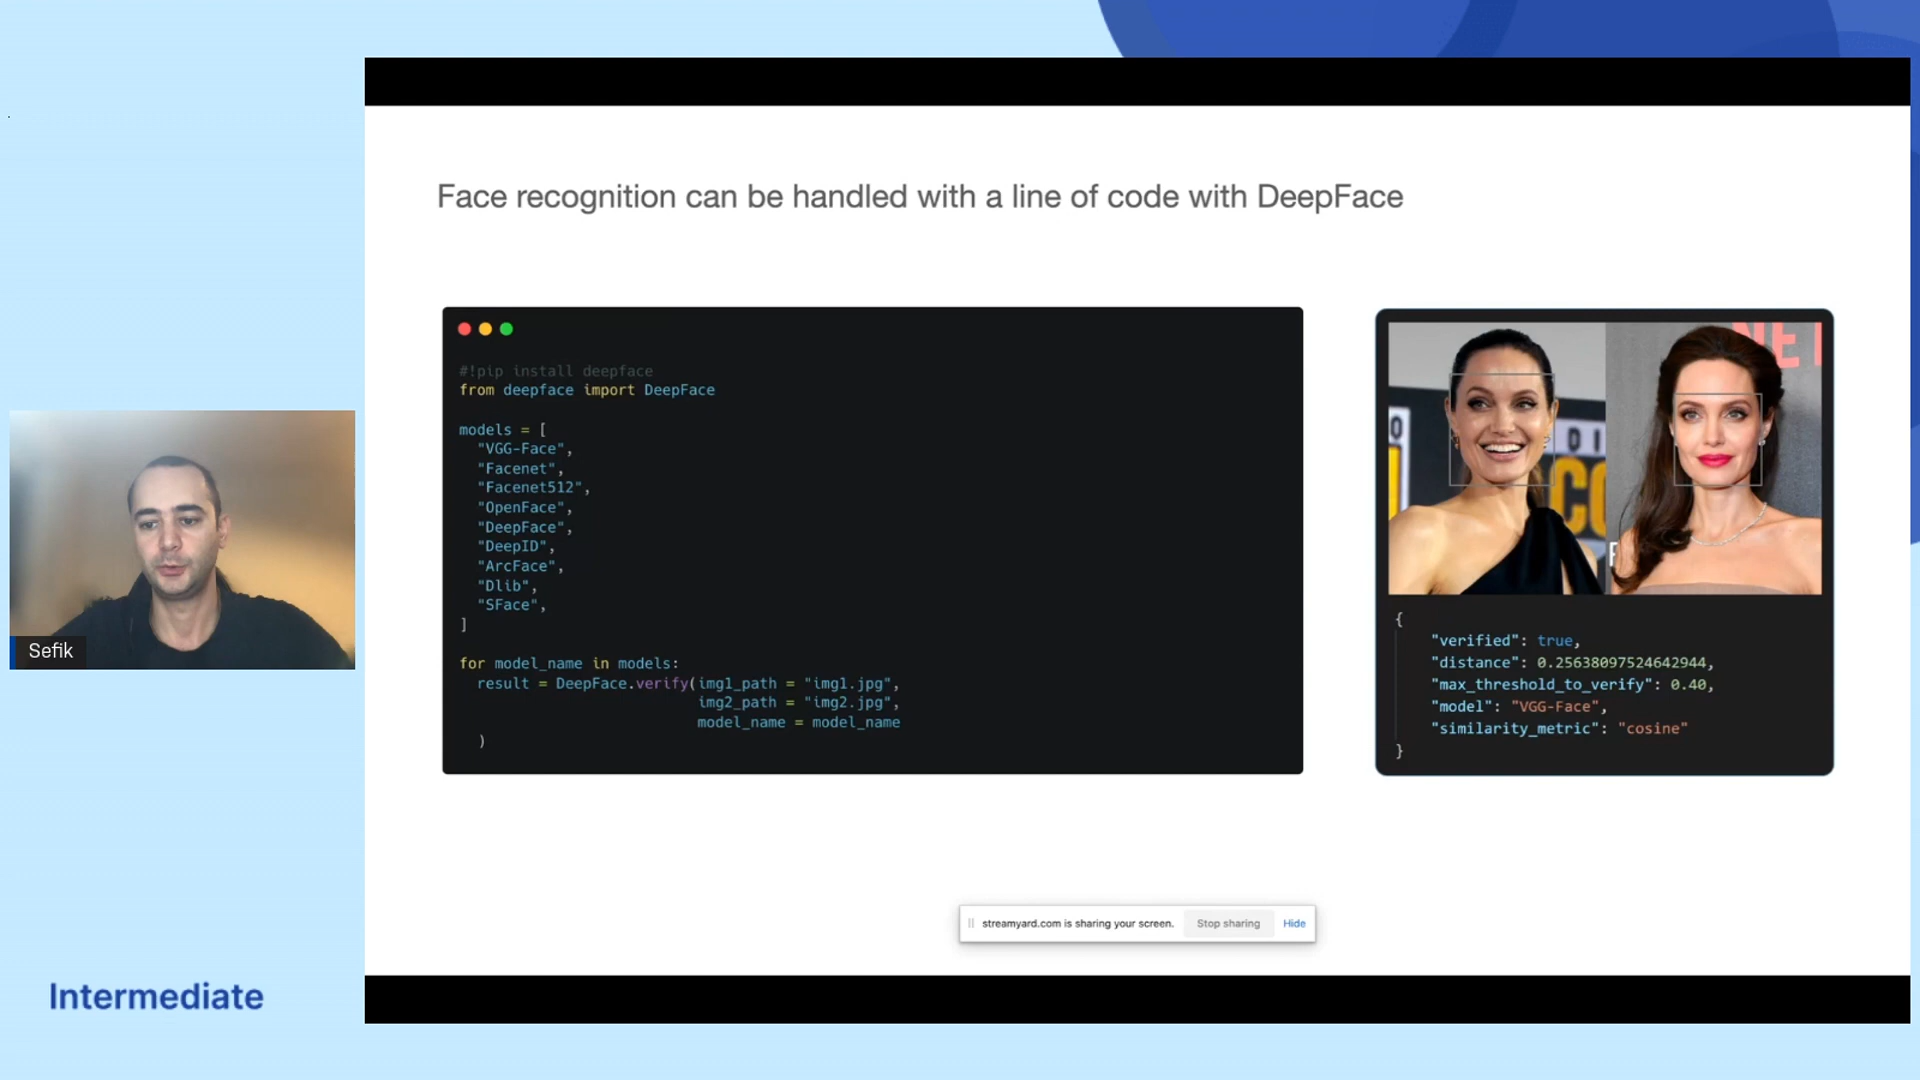 Face recognition can be handled with a line of code with DeepFace
#!pip install deepface
from deepface import DeepFace
models = [
"VGG-Face",
"Facenet",
"Facenet512",
"OpenFace",
"DeepFace",
"DeepID",
"ArcFace",
"Dlib",
"SFace",
]
for model_name in models:
result = DeepFace.verify(img1_path = "img1.jpg",
img2_path = "img2.jpg",
model_name = model_name
)
NET
{
"verified": true,
"distance": 0.25638097524642944,
"max_threshold_to_verify": 0.40,
"model": "VGG-Face",
"similarity_metric": "cosine"
}
Sefik
streamyard.com is sharing your screen. Stop sharing Hide
Intermediate